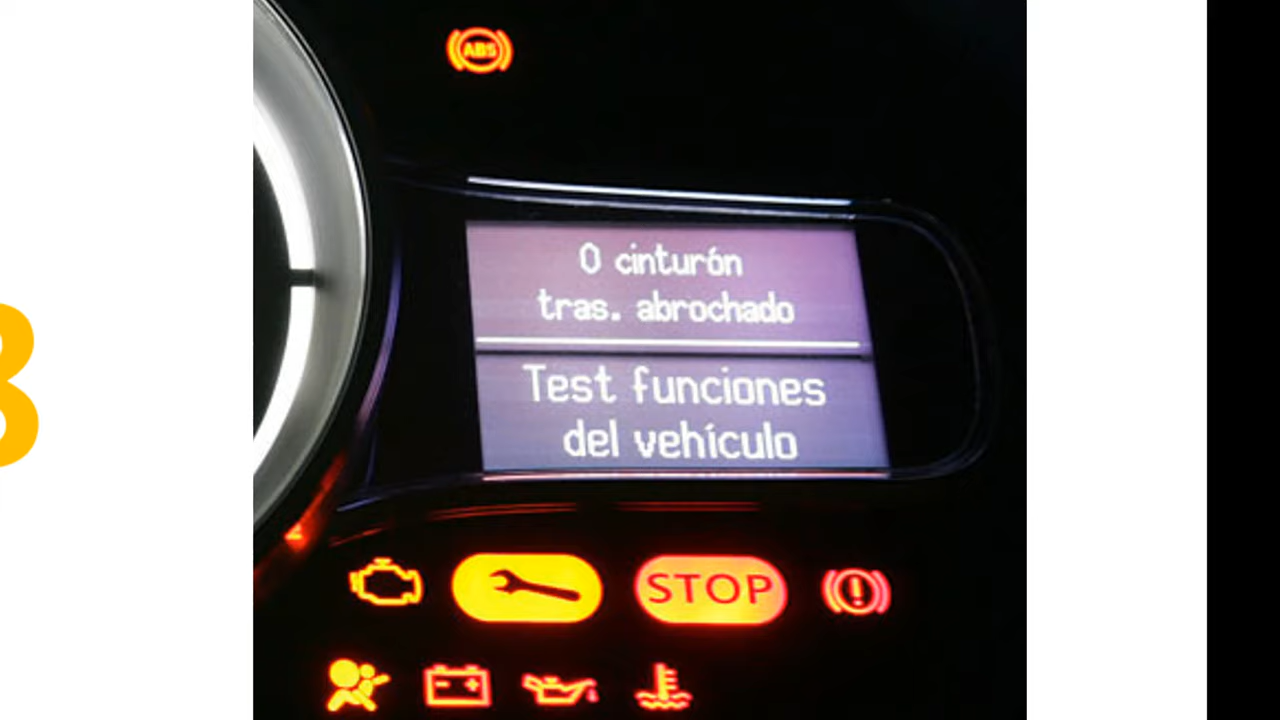 ABS
0 cinturón
tras. abrochado
Test funciones
del vehículo
STOP